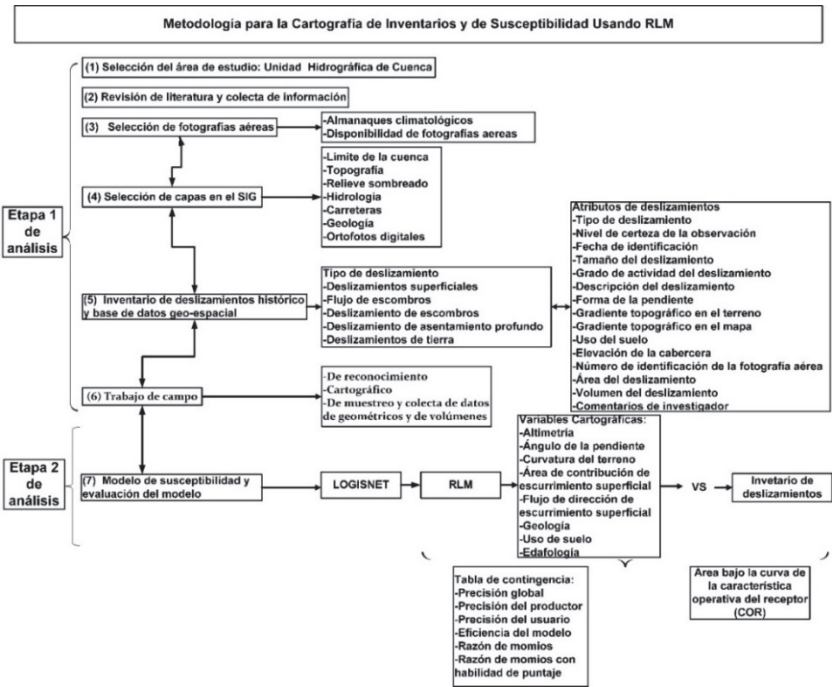 Metodología para la Cartografía de Inventarios y de Susceptibilidad Usando RLM
(1) Selección del área de estudio: Unidad Hidrográfica de Cuenca
(2) Revisión de literatura y colecta de información
(3) Selección de fotografías aéreas
-Almanaques climatológicos
-Disponibilidad de fotografías aereas
(4) Selección de capas en el SIG
-Limite de la cuenca
-Topografía
-Relieve sombreado
-Hidrología
-Carreteras
-Geología
-Ortofotos digitales
Etapa 1
de
análisis
(5) Inventario de deslizamientos histórico
y base de datos geo-espacial
Tipo de deslizamiento
-Deslizamientos superficiales
-Flujo de escombros
-Deslizamiento de escombros
-Deslizamiento de asentamiento profundo
-Deslizamientos de tierra
Atributos de deslizamientos
-Tipo de deslizamiento
-Nivel de certeza de la observación
-Fecha de identificación
-Tamaño del deslizamiento
-Grado de actividad del deslizamiento
-Descripción del deslizamiento
-Forma de la pendiente
-Gradiente topográfico en el terreno
-Gradiente topográfico en el mapa
-Uso del suelo
-Elevación de la cabercera
-Número de identificación de la fotografía aérea
-Área del deslizamiento
-Volumen del deslizamiento
-Comentarios de investigador
(6) Trabajo de campo
-De reconocimiento
-Cartográfico
-De muestreo y colecta de datos
de geométricos y de volúmenes
Etapa 2
de
análisis
(7) Modelo de susceptibilidad y
evaluación del modelo
LOGISNET
RLM
Variables Cartográficas:
-Altimetría
-Ángulo de la pendiente
-Curvatura del terreno
-Área de contribución de
escurrimiento superficial
-Flujo de dirección de
escurrimiento superficial
-Geología
-Uso de suelo
-Edafología
VS
Invetario de
deslizamientos
Tabla de contingencia:
-Precisión global
-Precisión del productor
-Precisión del usuario
-Eficiencia del modelo
-Razón de momios
-Razón de momios con
habilidad de puntaje
Área bajo la curva de
la característica
operativa del receptor
(COR)